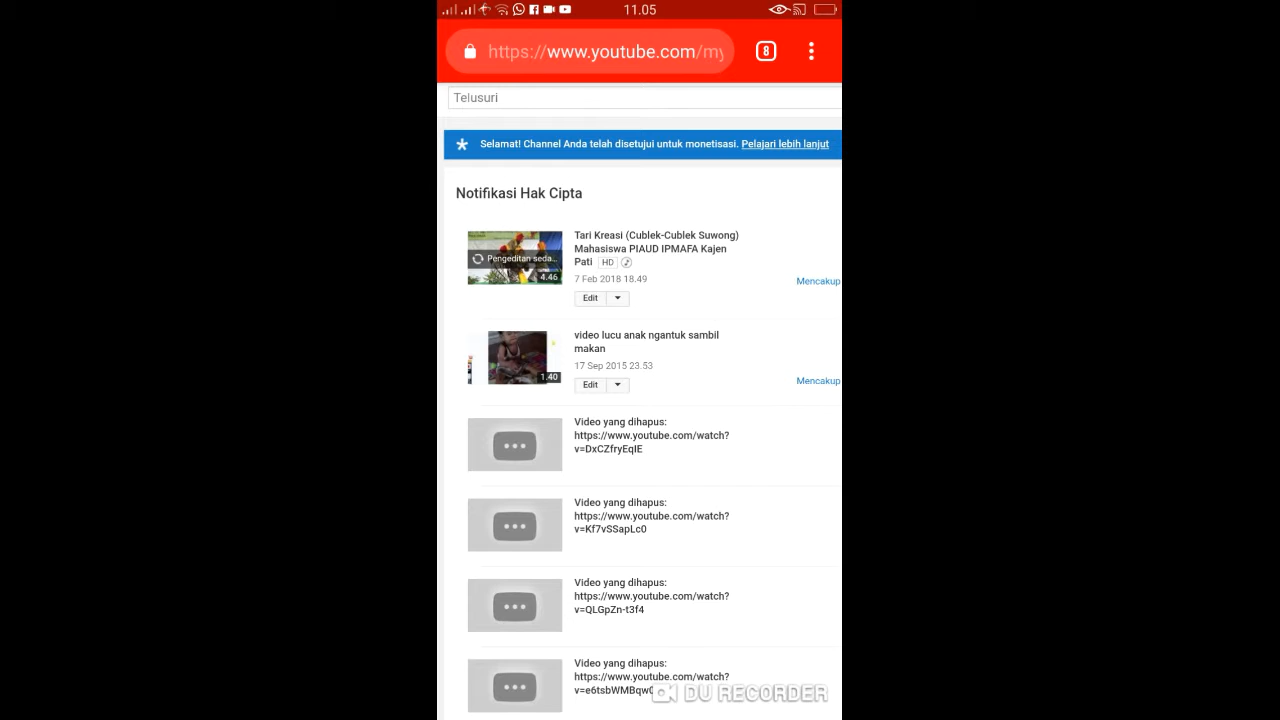 11.05
https://www.youtube.com/my
8
Telusuri
Selamat! Channel Anda telah disetujui untuk monetisasi. Pelajari lebih lanjut
Notifikasi Hak Cipta
Pengeditan seda...
4.46
Tari Kreasi (Cublek-Cublek Suwong)
Mahasiswa PIAUD IPMAFA Kajen
Pati HD
7 Feb 2018 18.49
Mencakup
Edit
1.40
video lucu anak ngantuk sambil
makan
17 Sep 2015 23.53
Mencakup
Edit
Video yang dihapus:
https://www.youtube.com/watch?
v=DxCZfryEqIE
Video yang dihapus:
https://www.youtube.com/watch?
v=Kf7vSSapLc0
Video yang dihapus:
https://www.youtube.com/watch?
v=QLGpZn-t3f4
Video yang dihapus:
https://www.youtube.com/watch?
v=e6tsbWMBqw
DU RECORDER